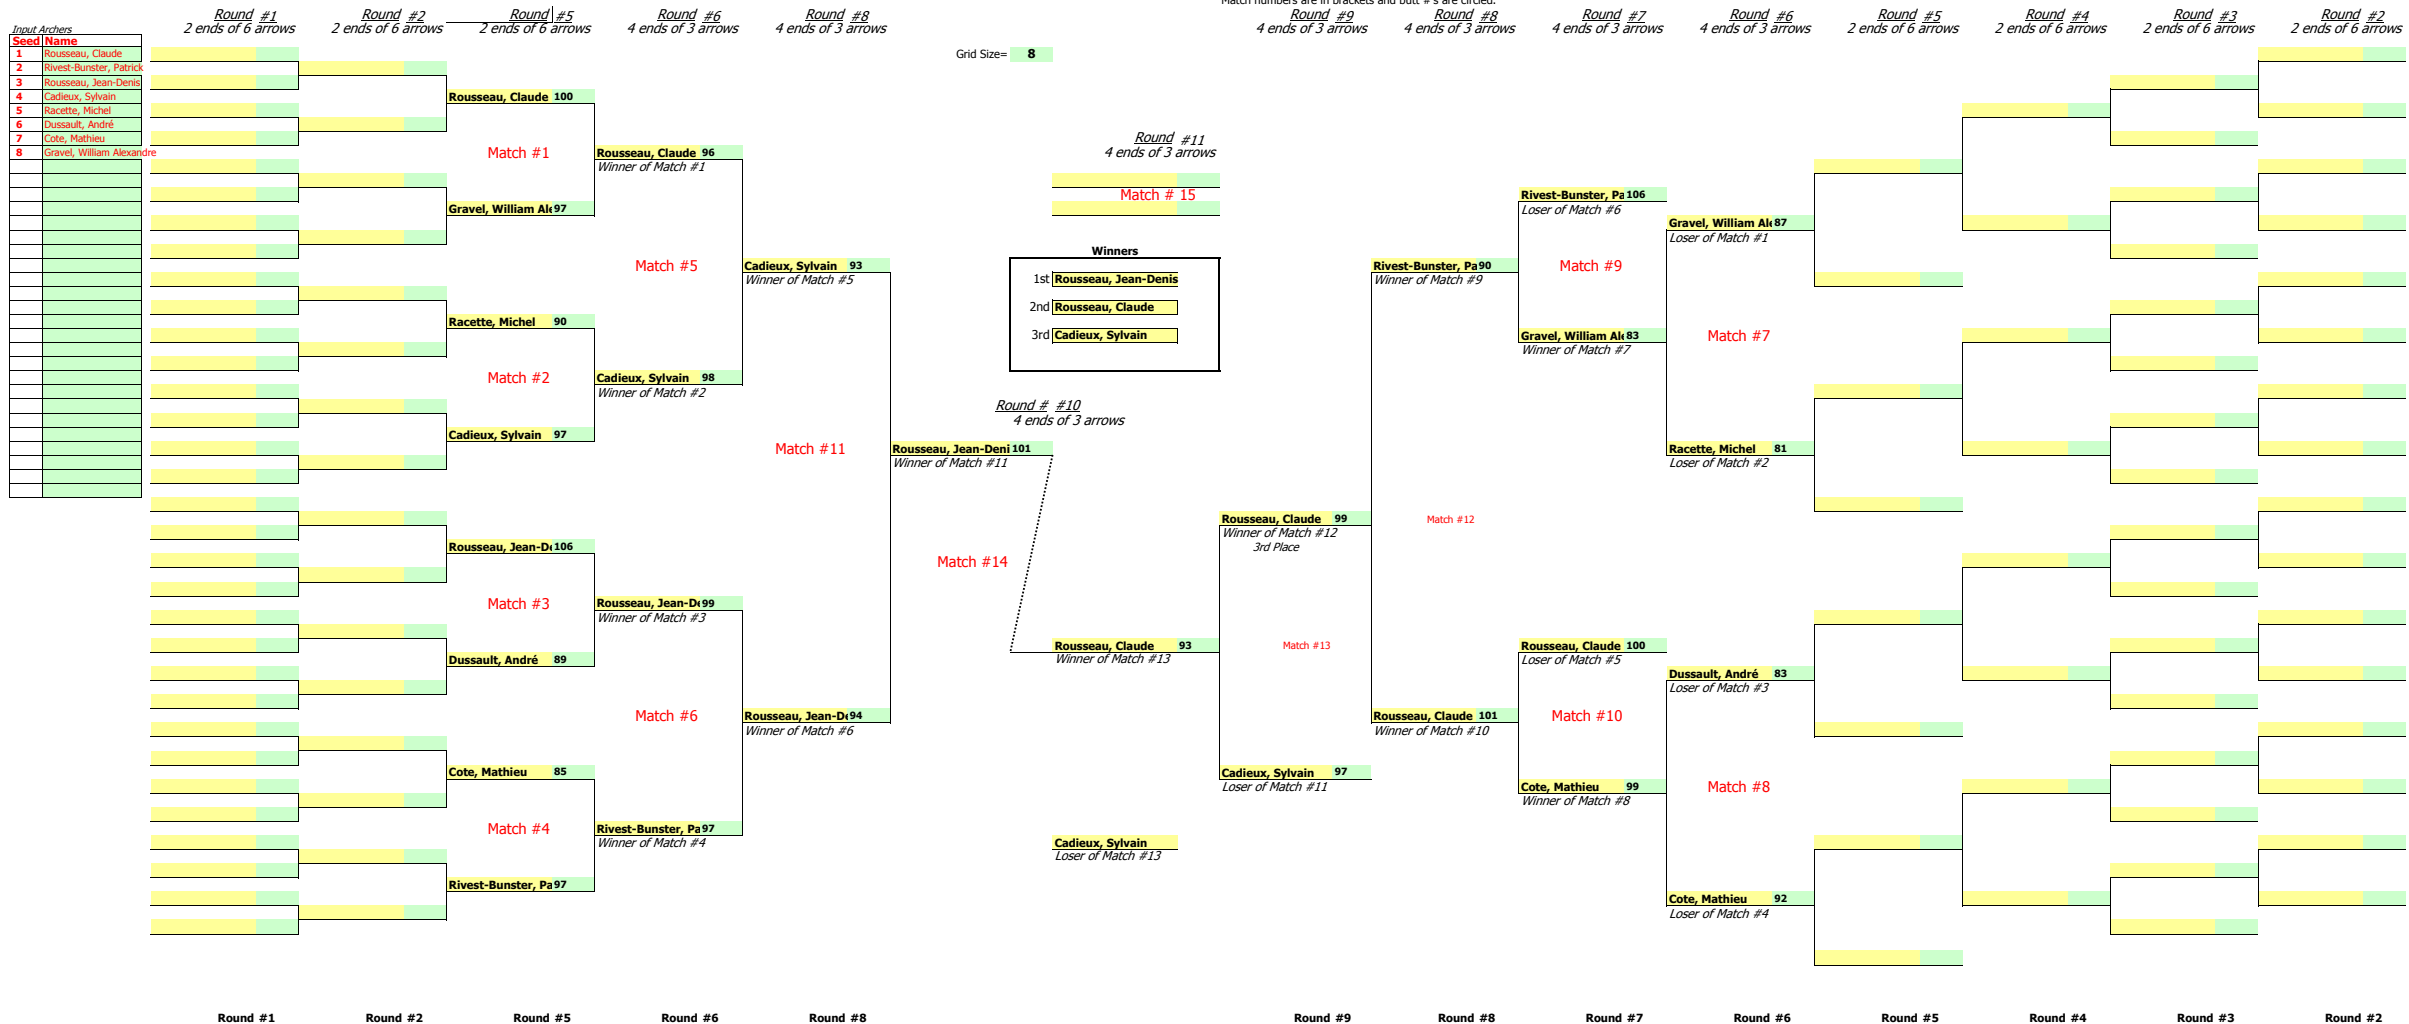 Match numbers are in brackets and butt #'s are circled.
Round #1
2 ends of 6 arrows
Round #2
2 ends of 6 arrows
Round #5
2 ends of 6 arrows
Round #6
4 ends of 3 arrows
Round #8
4 ends of 3 arrows
Round #9
4 ends of 3 arrows
Round #8
4 ends of 3 arrows
Round #7
4 ends of 3 arrows
Round #6
4 ends of 3 arrows
Round #5
2 ends of 6 arrows
Round #4
2 ends of 6 arrows
Round #3
2 ends of 6 arrows
Round #2
2 ends of 6 arrows
Input Archers
Seed Name
1 Rousseau, Claude
2 Rivest-Bunster, Patrick
3 Rousseau, Jean-Denis
4 Cadieux, Sylvain
5 Racette, Michel
6 Dussault, André
7 Cote, Mathieu
8 Gravel, William Alexandre
Grid Size= 8
Rousseau, Claude 100
Match #1
Gravel, William Ale 97
Racette, Michel 90
Match #2
Cadieux, Sylvain 97
Rousseau, Jean-De 106
Match #3
Dussault, André 89
Cote, Mathieu 85
Match #4
Rivest-Bunster, Pa 97
Rousseau, Claude 96
Winner of Match #1
Match #5
Cadieux, Sylvain 98
Winner of Match #2
Rousseau, Jean-De 99
Winner of Match #3
Match #6
Rivest-Bunster, Pa 97
Winner of Match #4
Cadieux, Sylvain 93
Winner of Match #5
Match #11
Rousseau, Jean-De 94
Winner of Match #6
Rousseau, Jean-Deni 101
Winner of Match #11
Match #14
Round #11
4 ends of 3 arrows
Match # 15
Winners
1st Rousseau, Jean-Denis
2nd Rousseau, Claude
3rd Cadieux, Sylvain
Round # #10
4 ends of 3 arrows
Rousseau, Claude 93
Winner of Match #13
Cadieux, Sylvain
Loser of Match #13
Rousseau, Claude 99
Winner of Match #12
3rd Place
Match #13
Cadieux, Sylvain 97
Loser of Match #11
Rivest-Bunster, Pa 90
Winner of Match #9
Match #12
Rousseau, Claude 101
Winner of Match #10
Rivest-Bunster, Pa 106
Loser of Match #6
Match #9
Gravel, William Ale 83
Winner of Match #7
Rousseau, Claude 100
Loser of Match #5
Match #10
Cote, Mathieu 99
Winner of Match #8
Gravel, William Ale 87
Loser of Match #1
Match #7
Racette, Michel 81
Loser of Match #2
Dussault, André 83
Loser of Match #3
Match #8
Cote, Mathieu 92
Loser of Match #4
Round #1
Round #2
Round #5
Round #6
Round #8
Round #9
Round #8
Round #7
Round #6
Round #5
Round #4
Round #3
Round #2